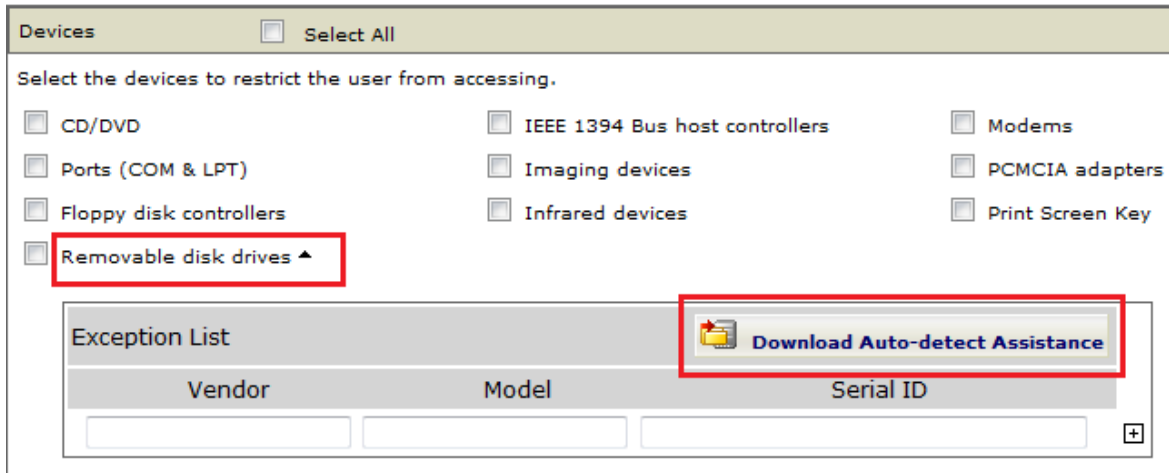 Devices Select All
Select the devices to restrict the user from accessing.
CD/DVD IEEE 1394 Bus host controllers Modems
Ports (COM & LPT) Imaging devices PCMCIA adapters
Floppy disk controllers Infrared devices Print Screen Key
Removable disk drives
Exception List Download Auto-detect Assistance
Vendor Model Serial ID